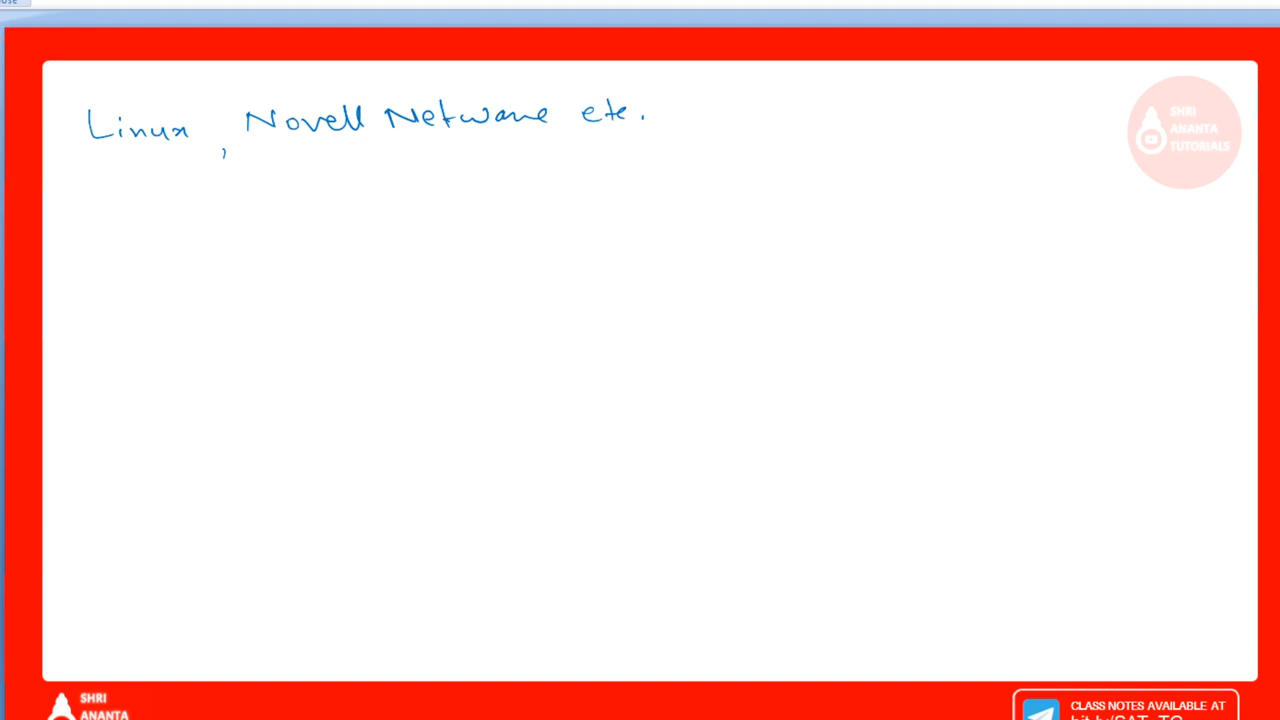 Linux, Novell Netware etc.
SHRI
ANANTA
TUTORIALS
SHRI
ANANTA
CLASS NOTES AVAILABLE AT